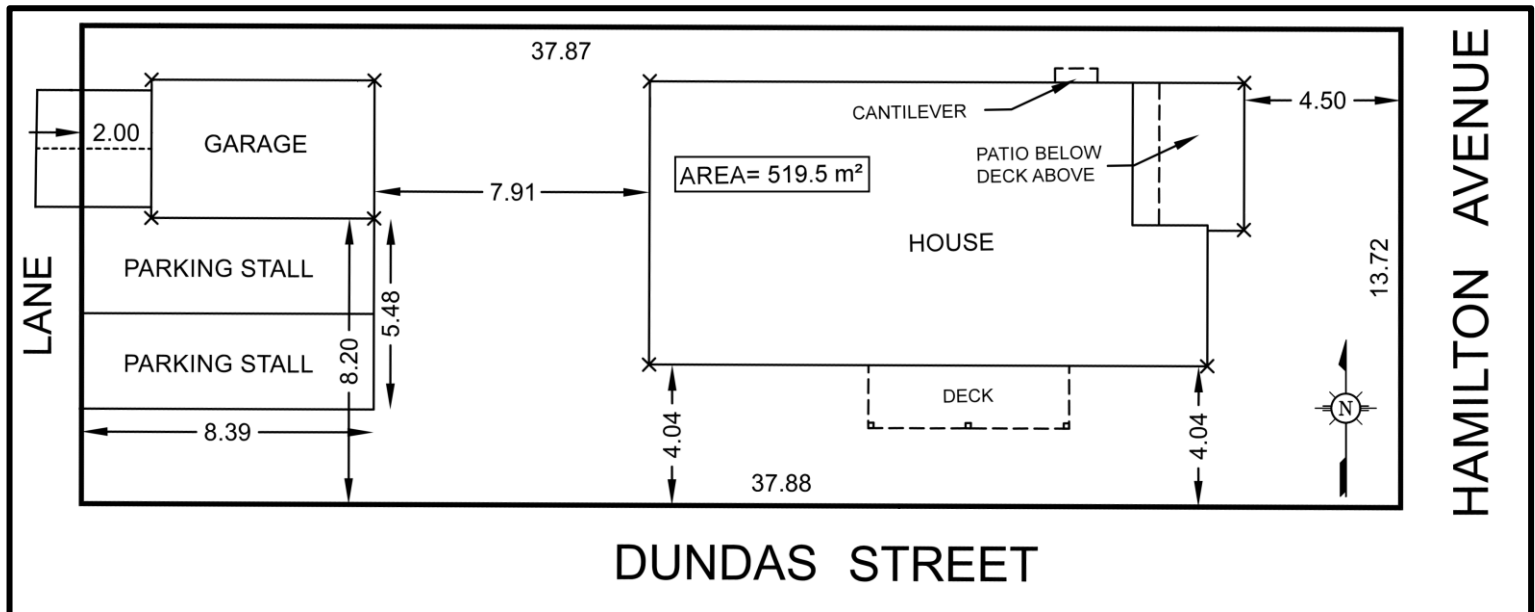 37.87
HAMILTON AVENUE
CANTILEVER
4.50
2.00
GARAGE
PATIO BELOW
DECK ABOVE
AREA= 519.5 m²
7.91
HOUSE
LANE
PARKING STALL
13.72
5.48
8.20
PARKING STALL
DECK
N
8.39
4.04
4.04
37.88
DUNDAS STREET